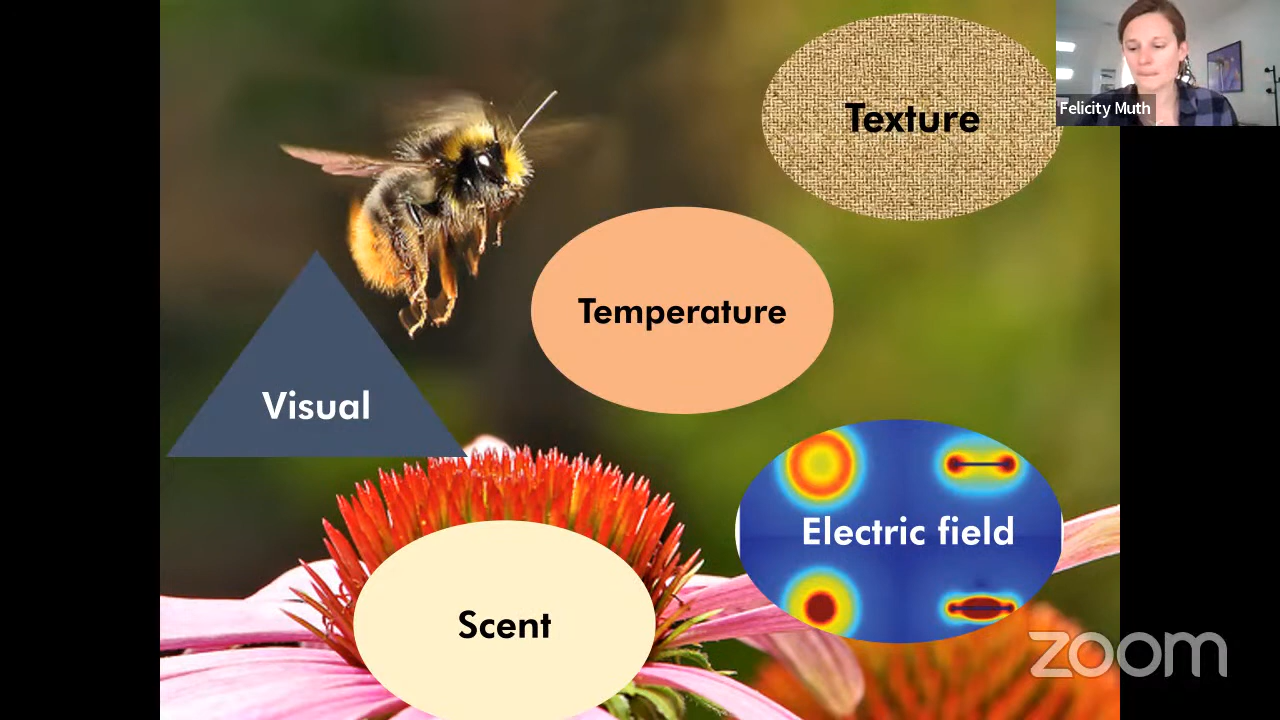 Texture
Felicity Muth
Temperature
Visual
Electric field
Scent
zoom